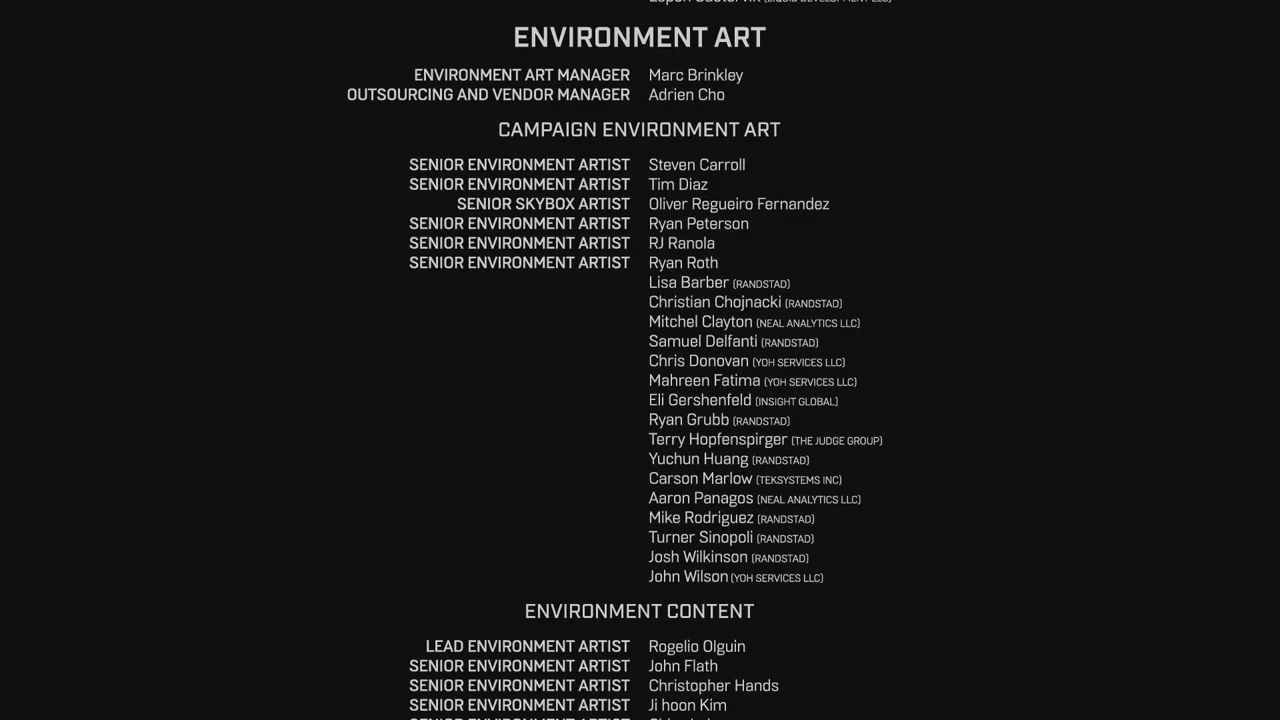 (LIQUID DEVELOPMENT LLC)
ENVIRONMENT ART
ENVIRONMENT ART MANAGER Marc Brinkley
OUTSOURCING AND VENDOR MANAGER Adrien Cho
CAMPAIGN ENVIRONMENT ART
SENIOR ENVIRONMENT ARTIST Steven Carroll
SENIOR ENVIRONMENT ARTIST Tim Diaz
SENIOR SKYBOX ARTIST Oliver Regueiro Fernandez
SENIOR ENVIRONMENT ARTIST Ryan Peterson
SENIOR ENVIRONMENT ARTIST RJ Ranola
SENIOR ENVIRONMENT ARTIST Ryan Roth
Lisa Barber (RANDSTAD)
Christian Chojnacki (RANDSTAD)
Mitchel Clayton (NEAL ANALYTICS LLC)
Samuel Delfanti (RANDSTAD)
Chris Donovan (YOH SERVICES LLC)
Mahreen Fatima (YOH SERVICES LLC)
Eli Gershenfeld (INSIGHT GLOBAL)
Ryan Grubb (RANDSTAD)
Terry Hopfenspirger (THE JUDGE GROUP)
Yuchun Huang (RANDSTAD)
Carson Marlow (TEKSYSTEMS INC)
Aaron Panagos (NEAL ANALYTICS LLC)
Mike Rodriguez (RANDSTAD)
Turner Sinopoli (RANDSTAD)
Josh Wilkinson (RANDSTAD)
John Wilson (YOH SERVICES LLC)
ENVIRONMENT CONTENT
LEAD ENVIRONMENT ARTIST Rogelio Olguin
SENIOR ENVIRONMENT ARTIST John Flath
SENIOR ENVIRONMENT ARTIST Christopher Hands
SENIOR ENVIRONMENT ARTIST Ji hoon Kim
SENIOR ENVIRONMENT ARTIST